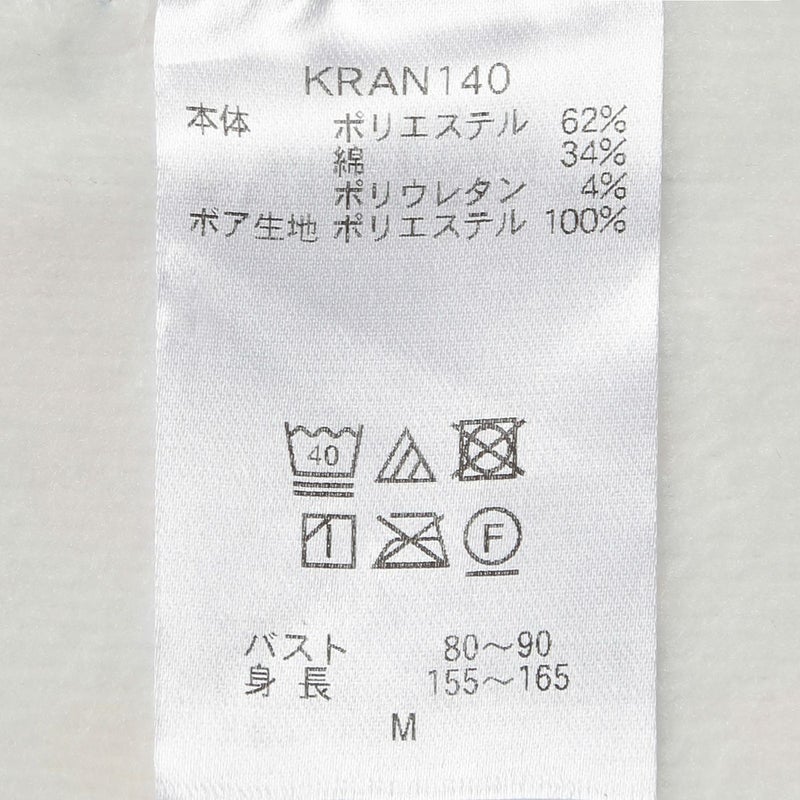 KRAN140
本体 ポリエステル 62%
綿 34%
ポリウレタン 4%
ボア生地 ポリエステル 100%
40
F
バスト 80～90
身長 155～165
M